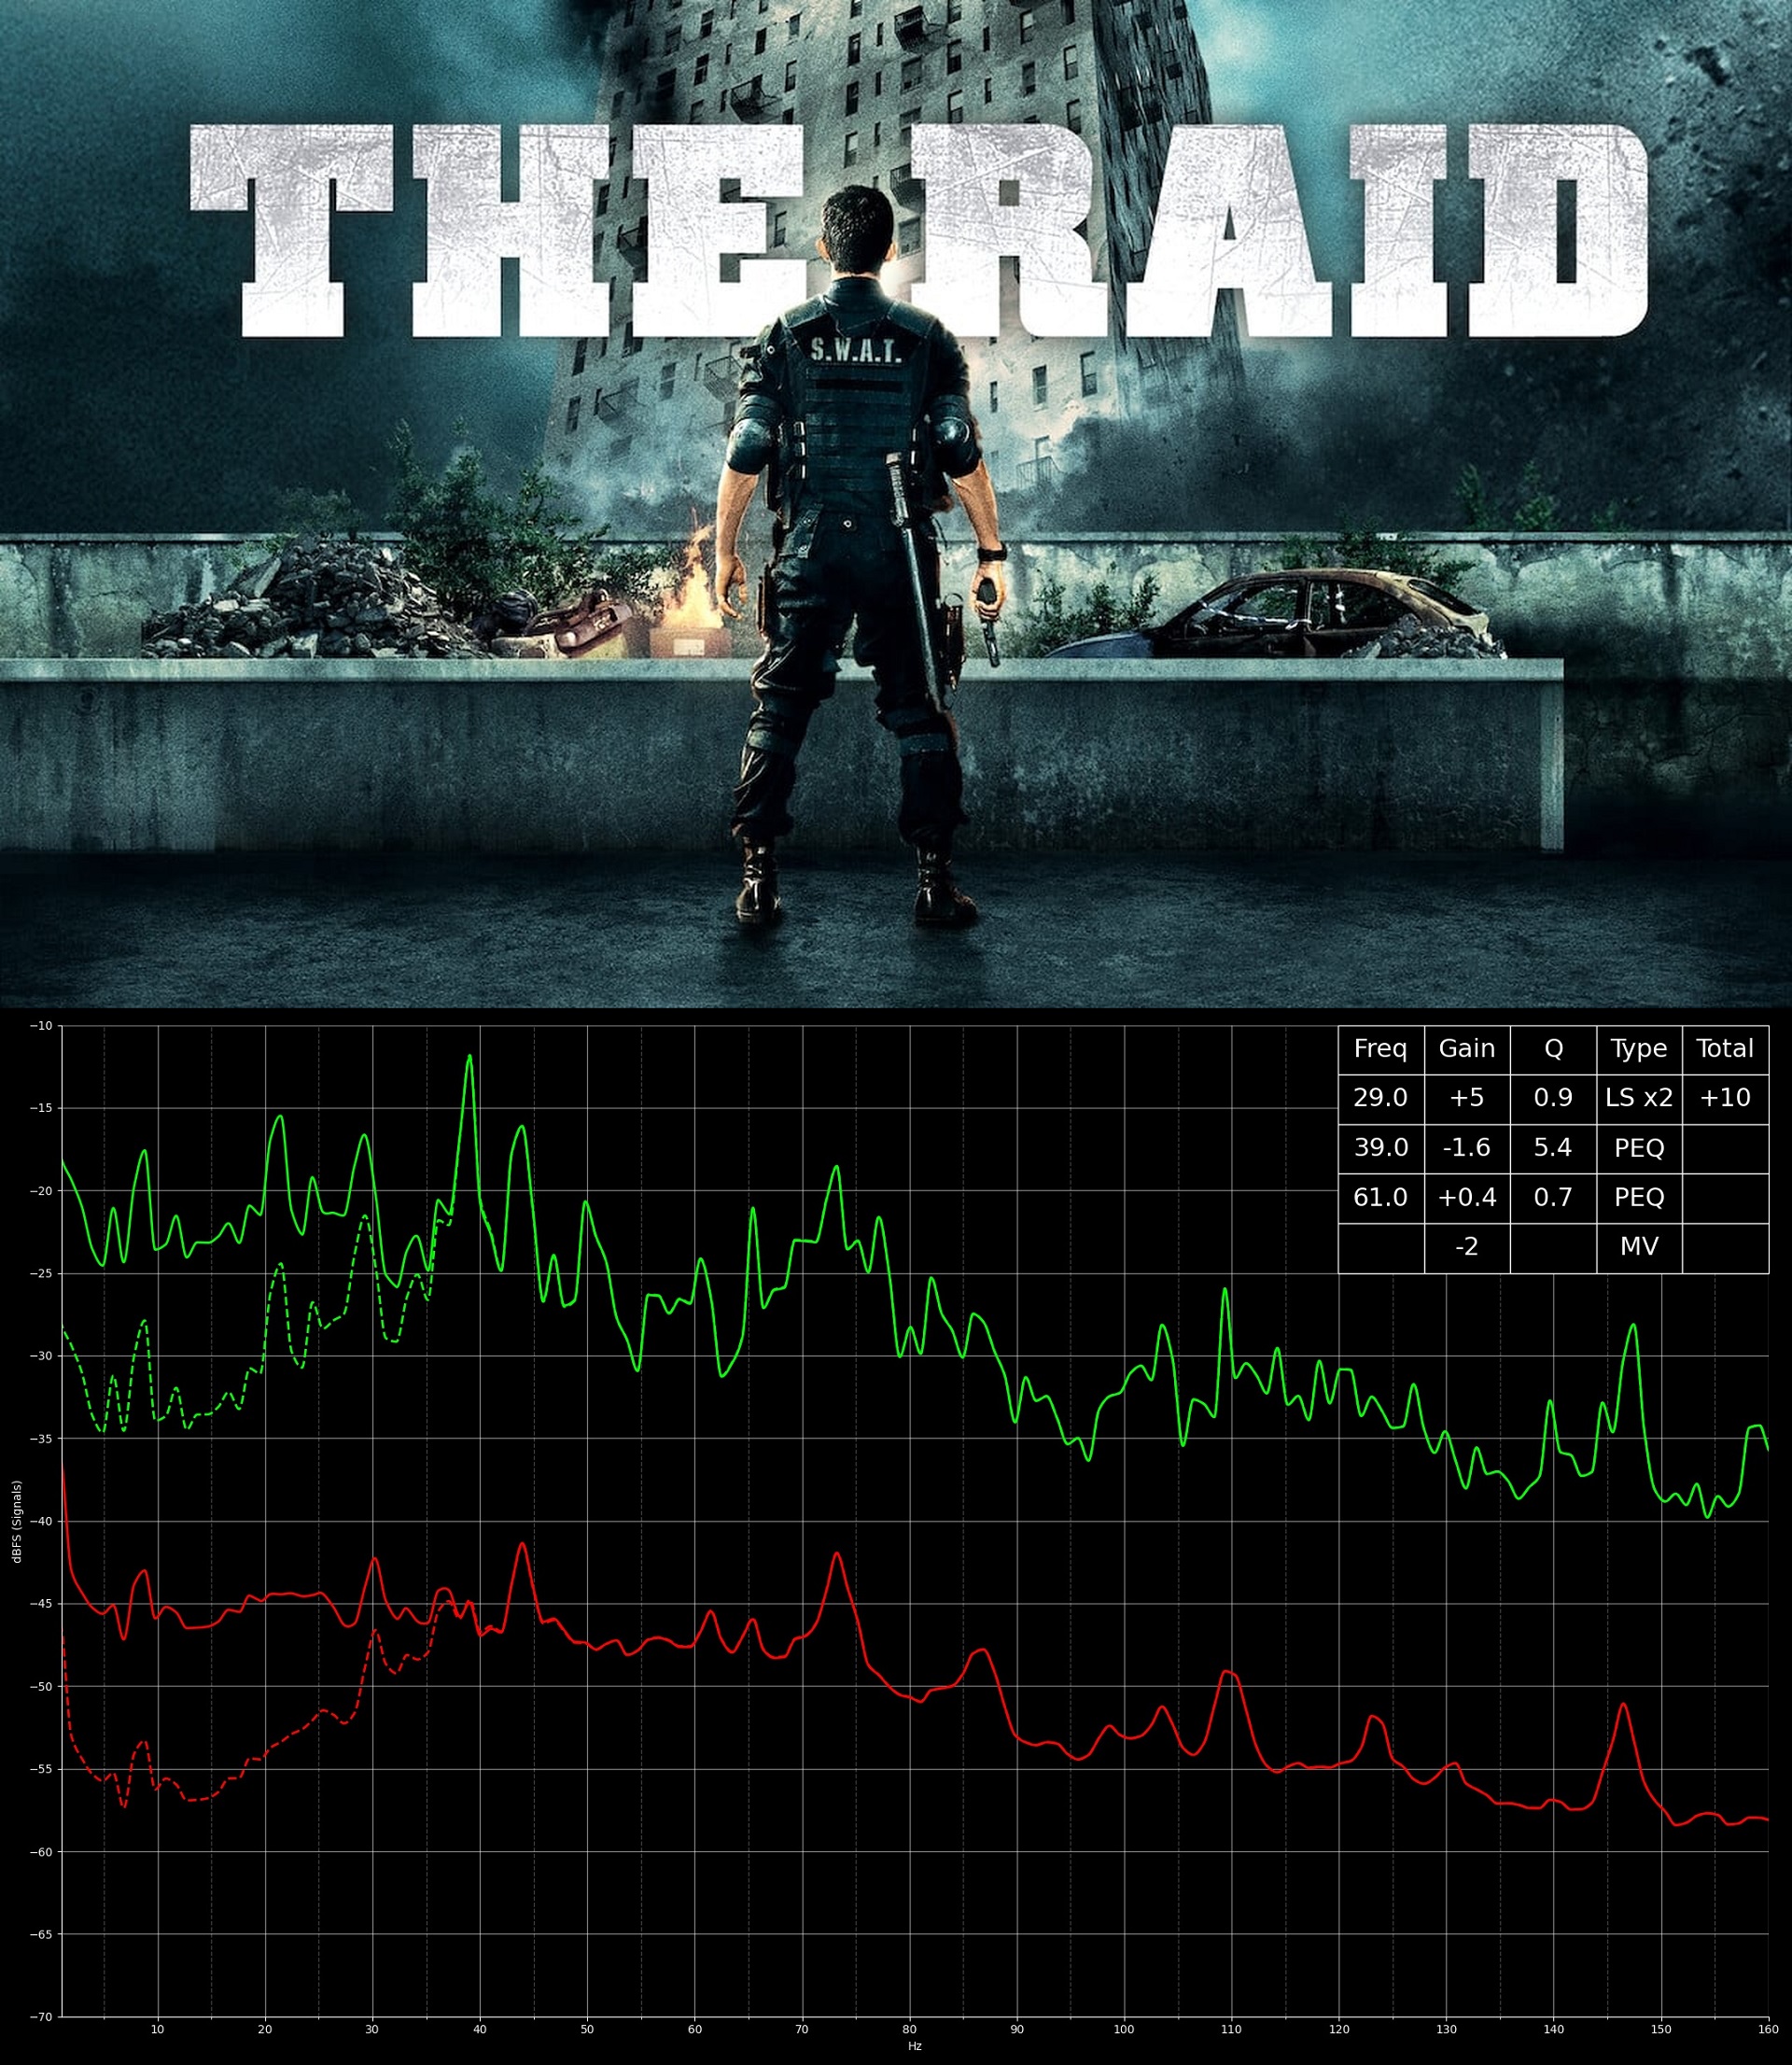 THE RAID
S.W.A.T.
Freq Gain Q Type Total
29.0 +5 0.9 LS x2 +10
39.0 -1.6 5.4 PEQ
61.0 +0.4 0.7 PEQ
-2 MV
−10
−15
−20
−25
−30
−35
−40
−45
−50
−55
−60
−65
−70
dBFS (Signals)
10 20 30 40 50 60 70 80 90 100 110 120 130 140 150 160
Hz